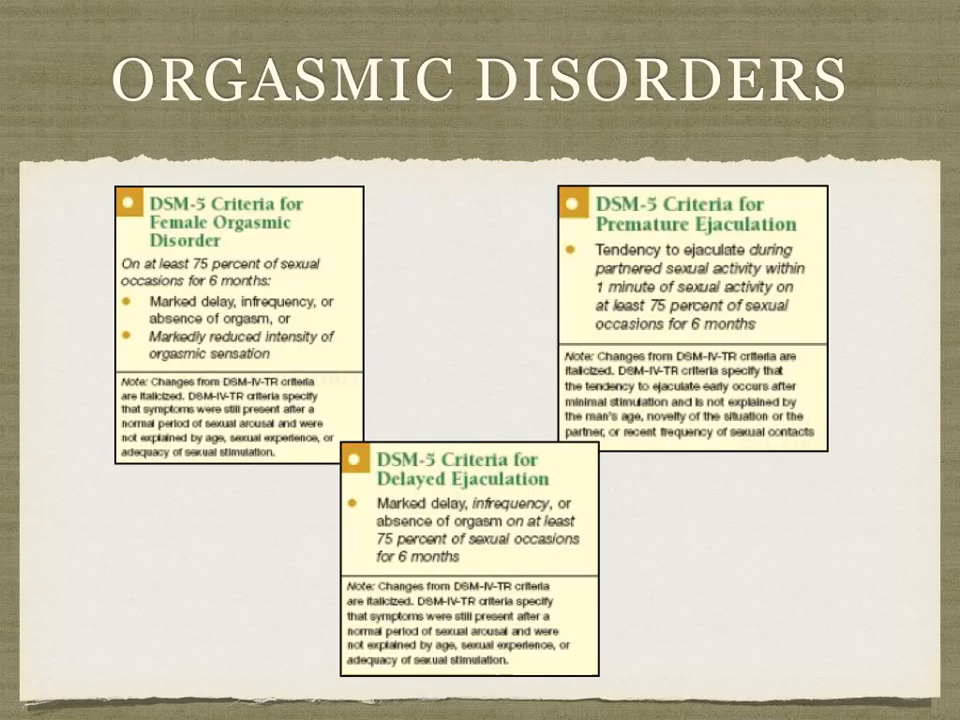 ORGASMIC DISORDERS
DSM-5 Criteria for
Female Orgasmic
Disorder
On at least 75 percent of sexual
occasions for 6 months:
Marked delay, infrequency, or
absence of orgasm, or
Markedly reduced intensity of
orgasmic sensation
Note: Changes from DSM-IV-TR criteria
are italicized. DSM-IV-TR criteria specify
that symptoms were still present after a
normal period of sexual arousal and were
not explained by age, sexual experience, or
adequacy of sexual stimulation.
DSM-5 Criteria for
Premature Ejaculation
Tendency to ejaculate during
partnered sexual activity within
1 minute of sexual activity on
at least 75 percent of sexual
occasions for 6 months
Note: Changes from DSM-IV-TR criteria are
italicized. DSM-IV-TR criteria specify that
the tendency to ejaculate early occurs after
minimal stimulation and is not explained by
the man's age, novelty of the situation or the
partner, or recent frequency of sexual contacts
DSM-5 Criteria for
Delayed Ejaculation
Marked delay, infrequency, or
absence of orgasm on at least
75 percent of sexual occasions
for 6 months
Note: Changes from DSM-IV-TR criteria
are italicized. DSM-IV-TR criteria specify
that symptoms were still present after a
normal period of sexual arousal and were
not explained by age, sexual experience, or
adequacy of sexual stimulation.